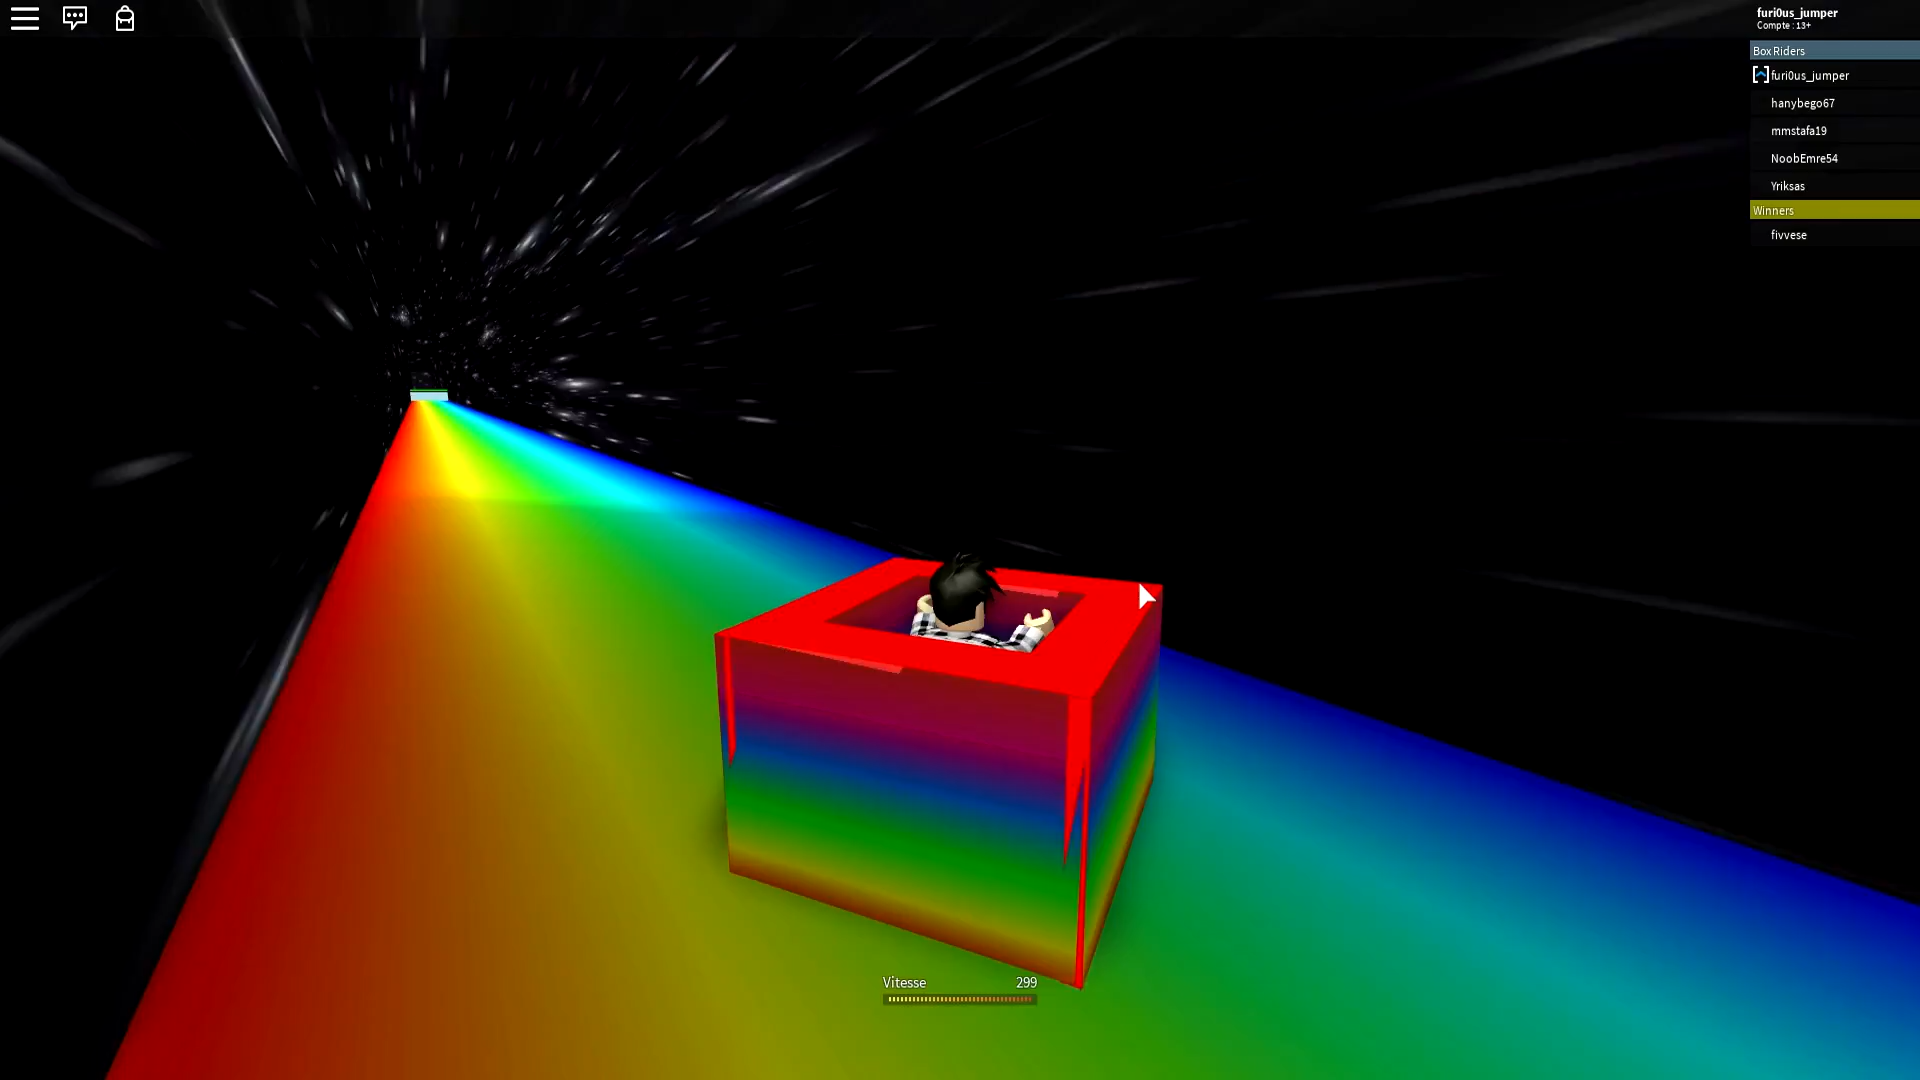 furi0us_jumper
Compte : 13+
Box Riders
furi0us_jumper
hanybego67
mmstafa19
NoobEmre54
Yriksas
Winners
fivvese
Vitesse 299